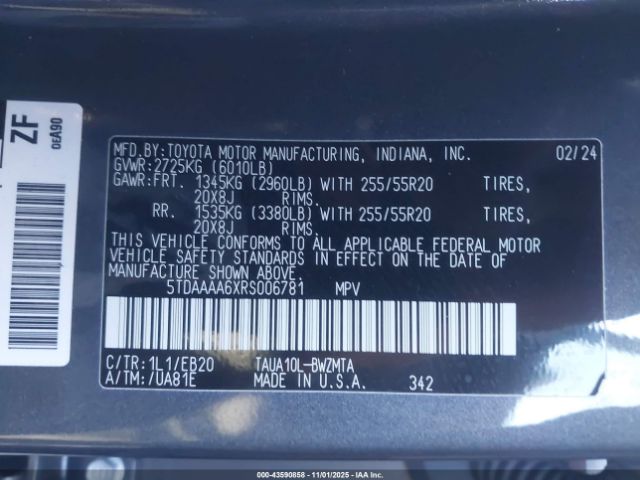 ZF
0EA90
MFD.BY:TOYOTA MOTOR MANUFACTURING, INDIANA, INC. 02/24
GVWR:2725KG (6010LB)
GAWR:FRT. 1345KG (2960LB) WITH 255/55R20 TIRES,
20X8J RIMS.
RR. 1535KG (3380LB) WITH 255/55R20 TIRES,
20X8J RIMS.
THIS VEHICLE CONFORMS TO ALL APPLICABLE FEDERAL MOTOR
VEHICLE SAFETY STANDARDS IN EFFECT ON THE DATE OF
MANUFACTURE SHOWN ABOVE.
5TDAAAA6XRS006781 MPV
C/TR:1L1/EB20 TAUA10L-BWZMTA
A/TM:/UA81E MADE IN U.S.A. 342
000-43590858 - 11/01/2025 - IAAI.com